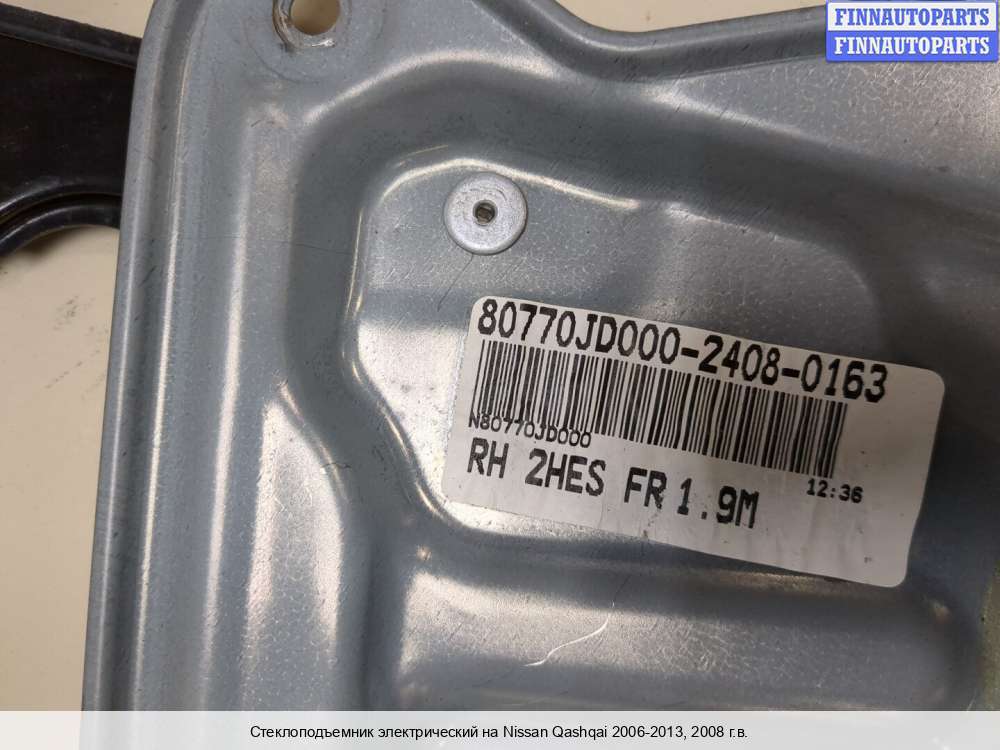 FINNAUTOPARTS
FINNAUTOPARTS
80770JD000-2408-0163
N80770JD000
RH 2HES FR 1.9M
12:36
Стеклоподъемник электрический на Nissan Qashqai 2006-2013, 2008 г.в.